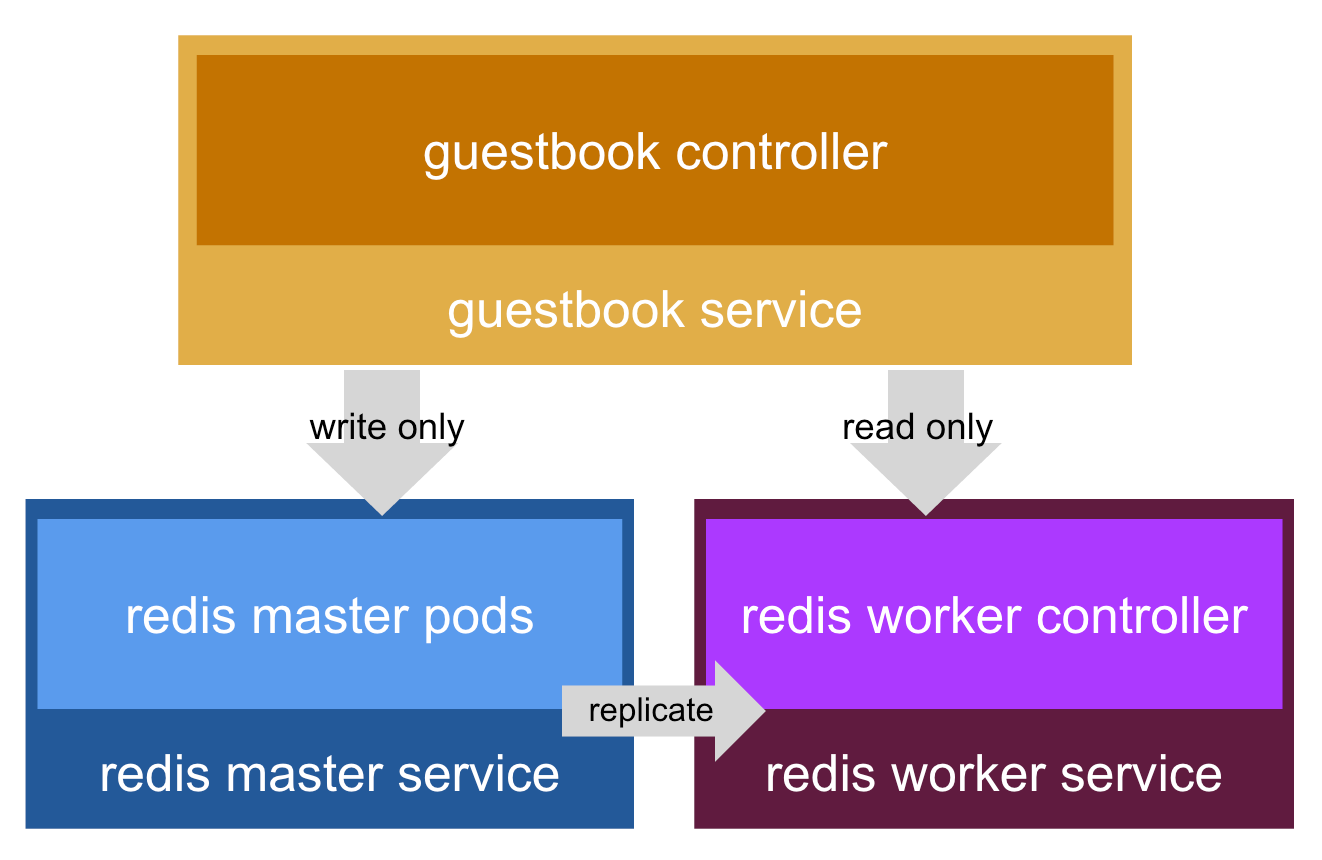 guestbook controller
guestbook service
write only
read only
redis master pods
redis worker controller
replicate
redis master service
redis worker service